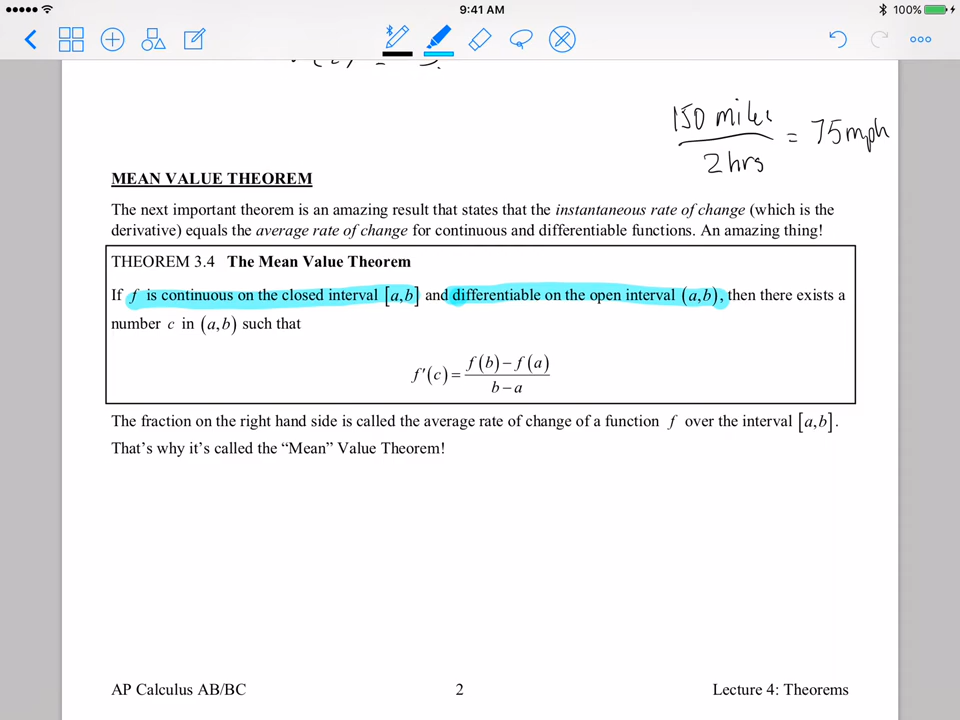 9:41 AM
100%
150 miles
2 hrs
= 75mph
MEAN VALUE THEOREM
The next important theorem is an amazing result that states that the instantaneous rate of change (which is the
derivative) equals the average rate of change for continuous and differentiable functions. An amazing thing!
THEOREM 3.4 The Mean Value Theorem
If f is continuous on the closed interval [a,b] and differentiable on the open interval (a,b), then there exists a
number c in (a,b) such that
f′(c) = f(b) − f(a)
b − a
The fraction on the right hand side is called the average rate of change of a function f over the interval [a,b].
That's why it's called the “Mean” Value Theorem!
AP Calculus AB/BC 2 Lecture 4: Theorems